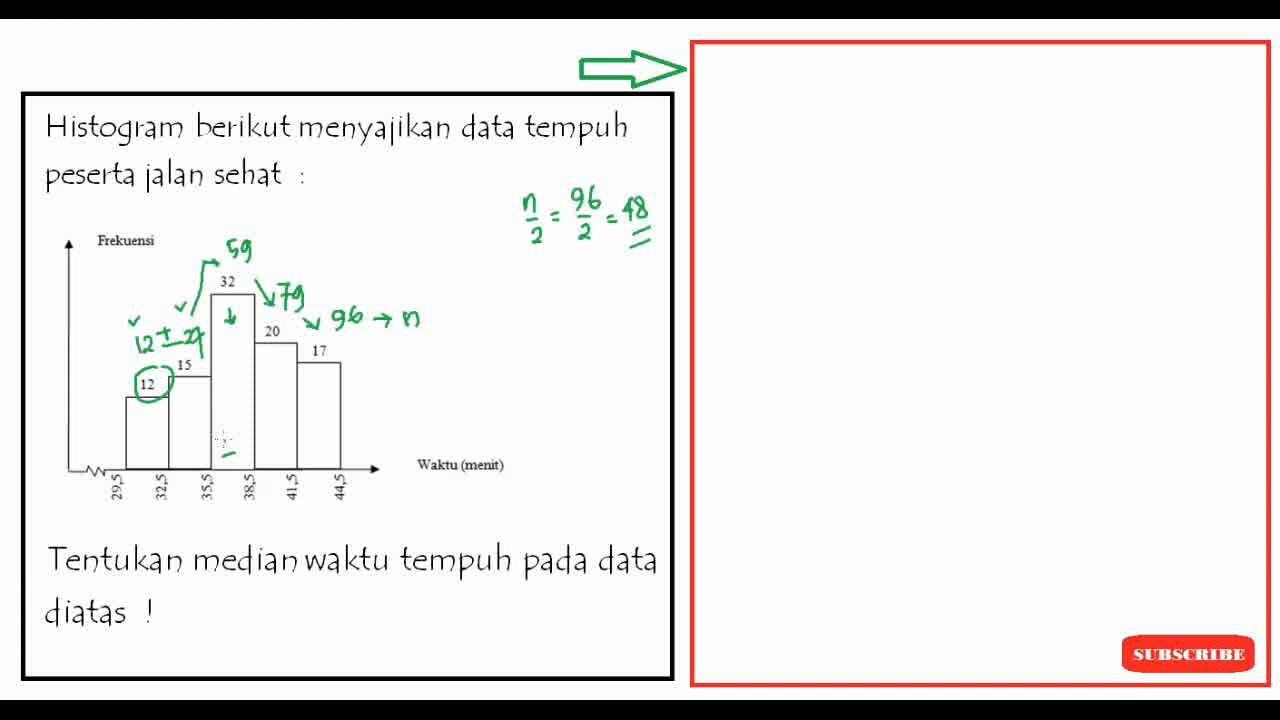 Histogram berikut menyajikan data tempuh
peserta jalan sehat :
n/2 = 96/2 = 48
Frekuensi
59
32
79
96 → n
12 + 27
20
17
15
12
Waktu (menit)
29,5 32,5 35,5 38,5 41,5 44,5
Tentukan median waktu tempuh pada data
diatas !
SUBSCRIBE